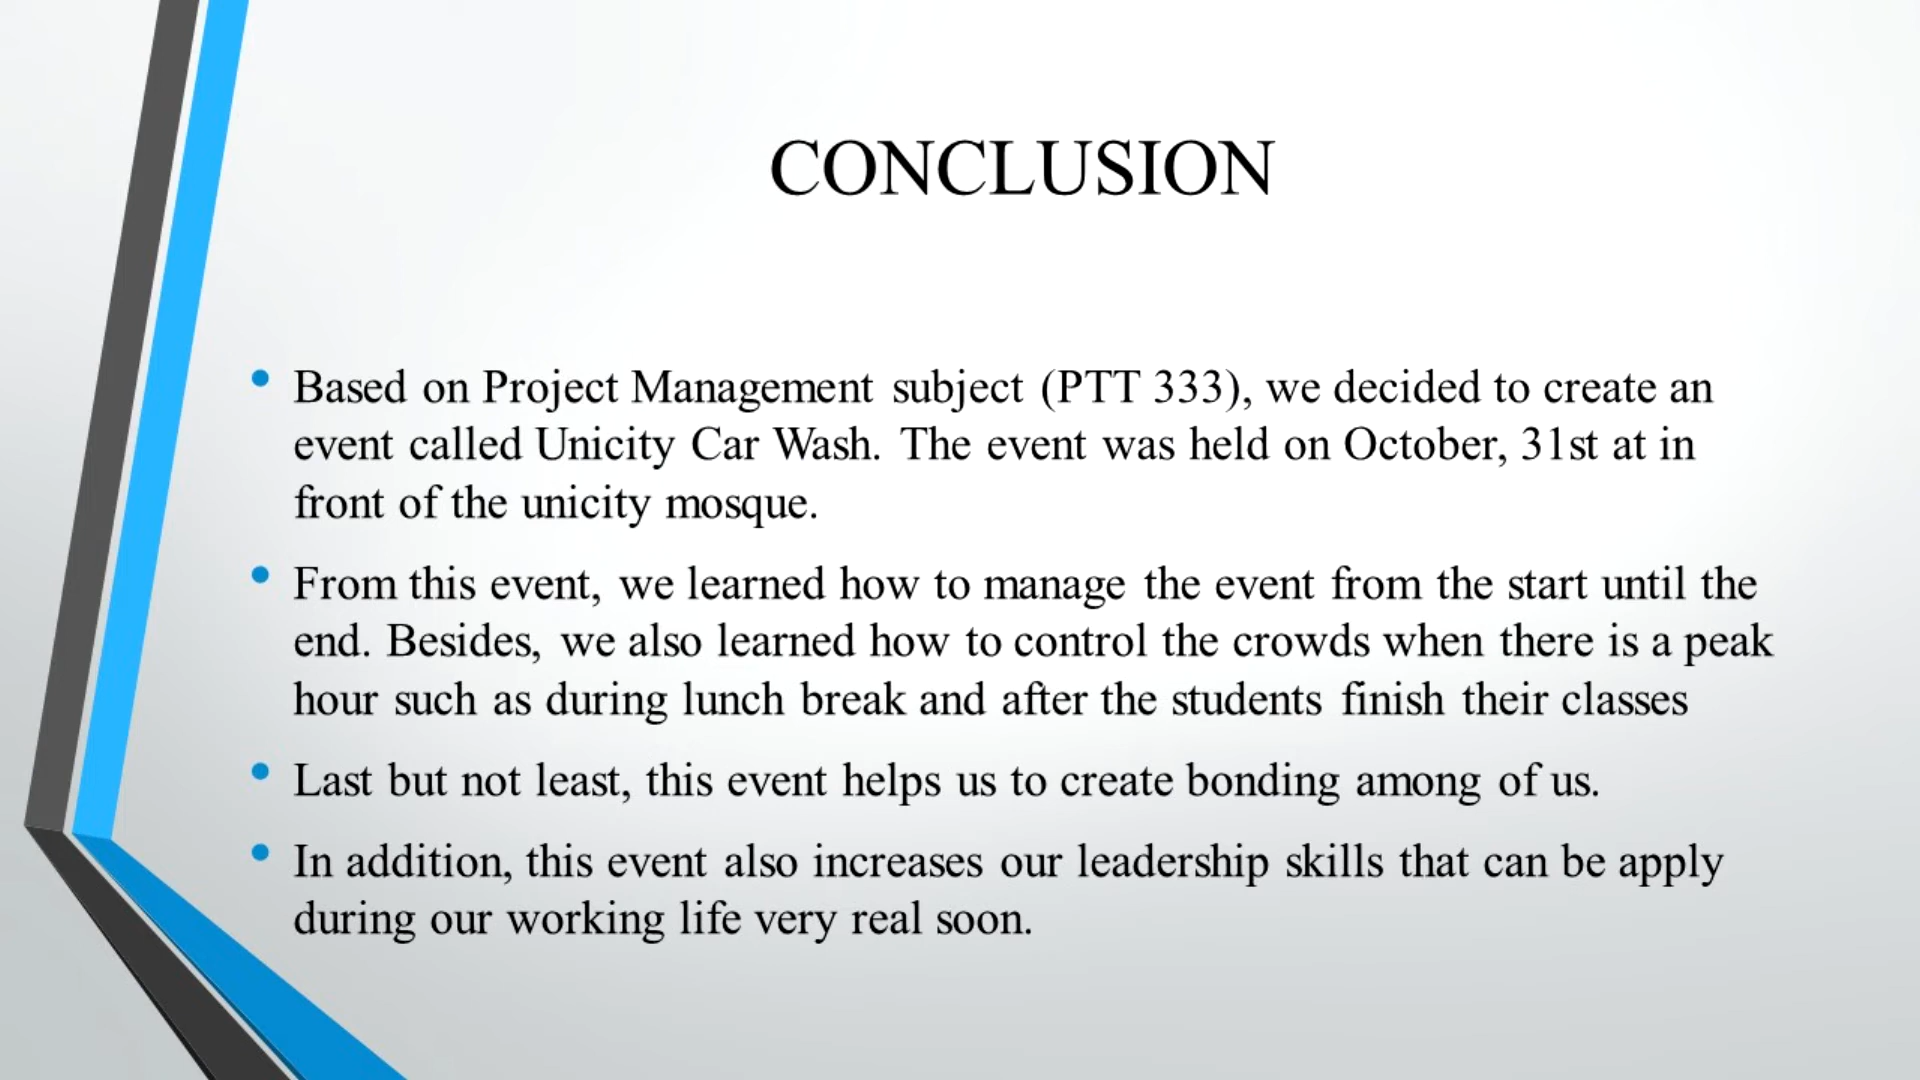 CONCLUSION
• Based on Project Management subject (PTT 333), we decided to create an
event called Unicity Car Wash. The event was held on October, 31st at in
front of the unicity mosque.
• From this event, we learned how to manage the event from the start until the
end. Besides, we also learned how to control the crowds when there is a peak
hour such as during lunch break and after the students finish their classes
• Last but not least, this event helps us to create bonding among of us.
• In addition, this event also increases our leadership skills that can be apply
during our working life very real soon.